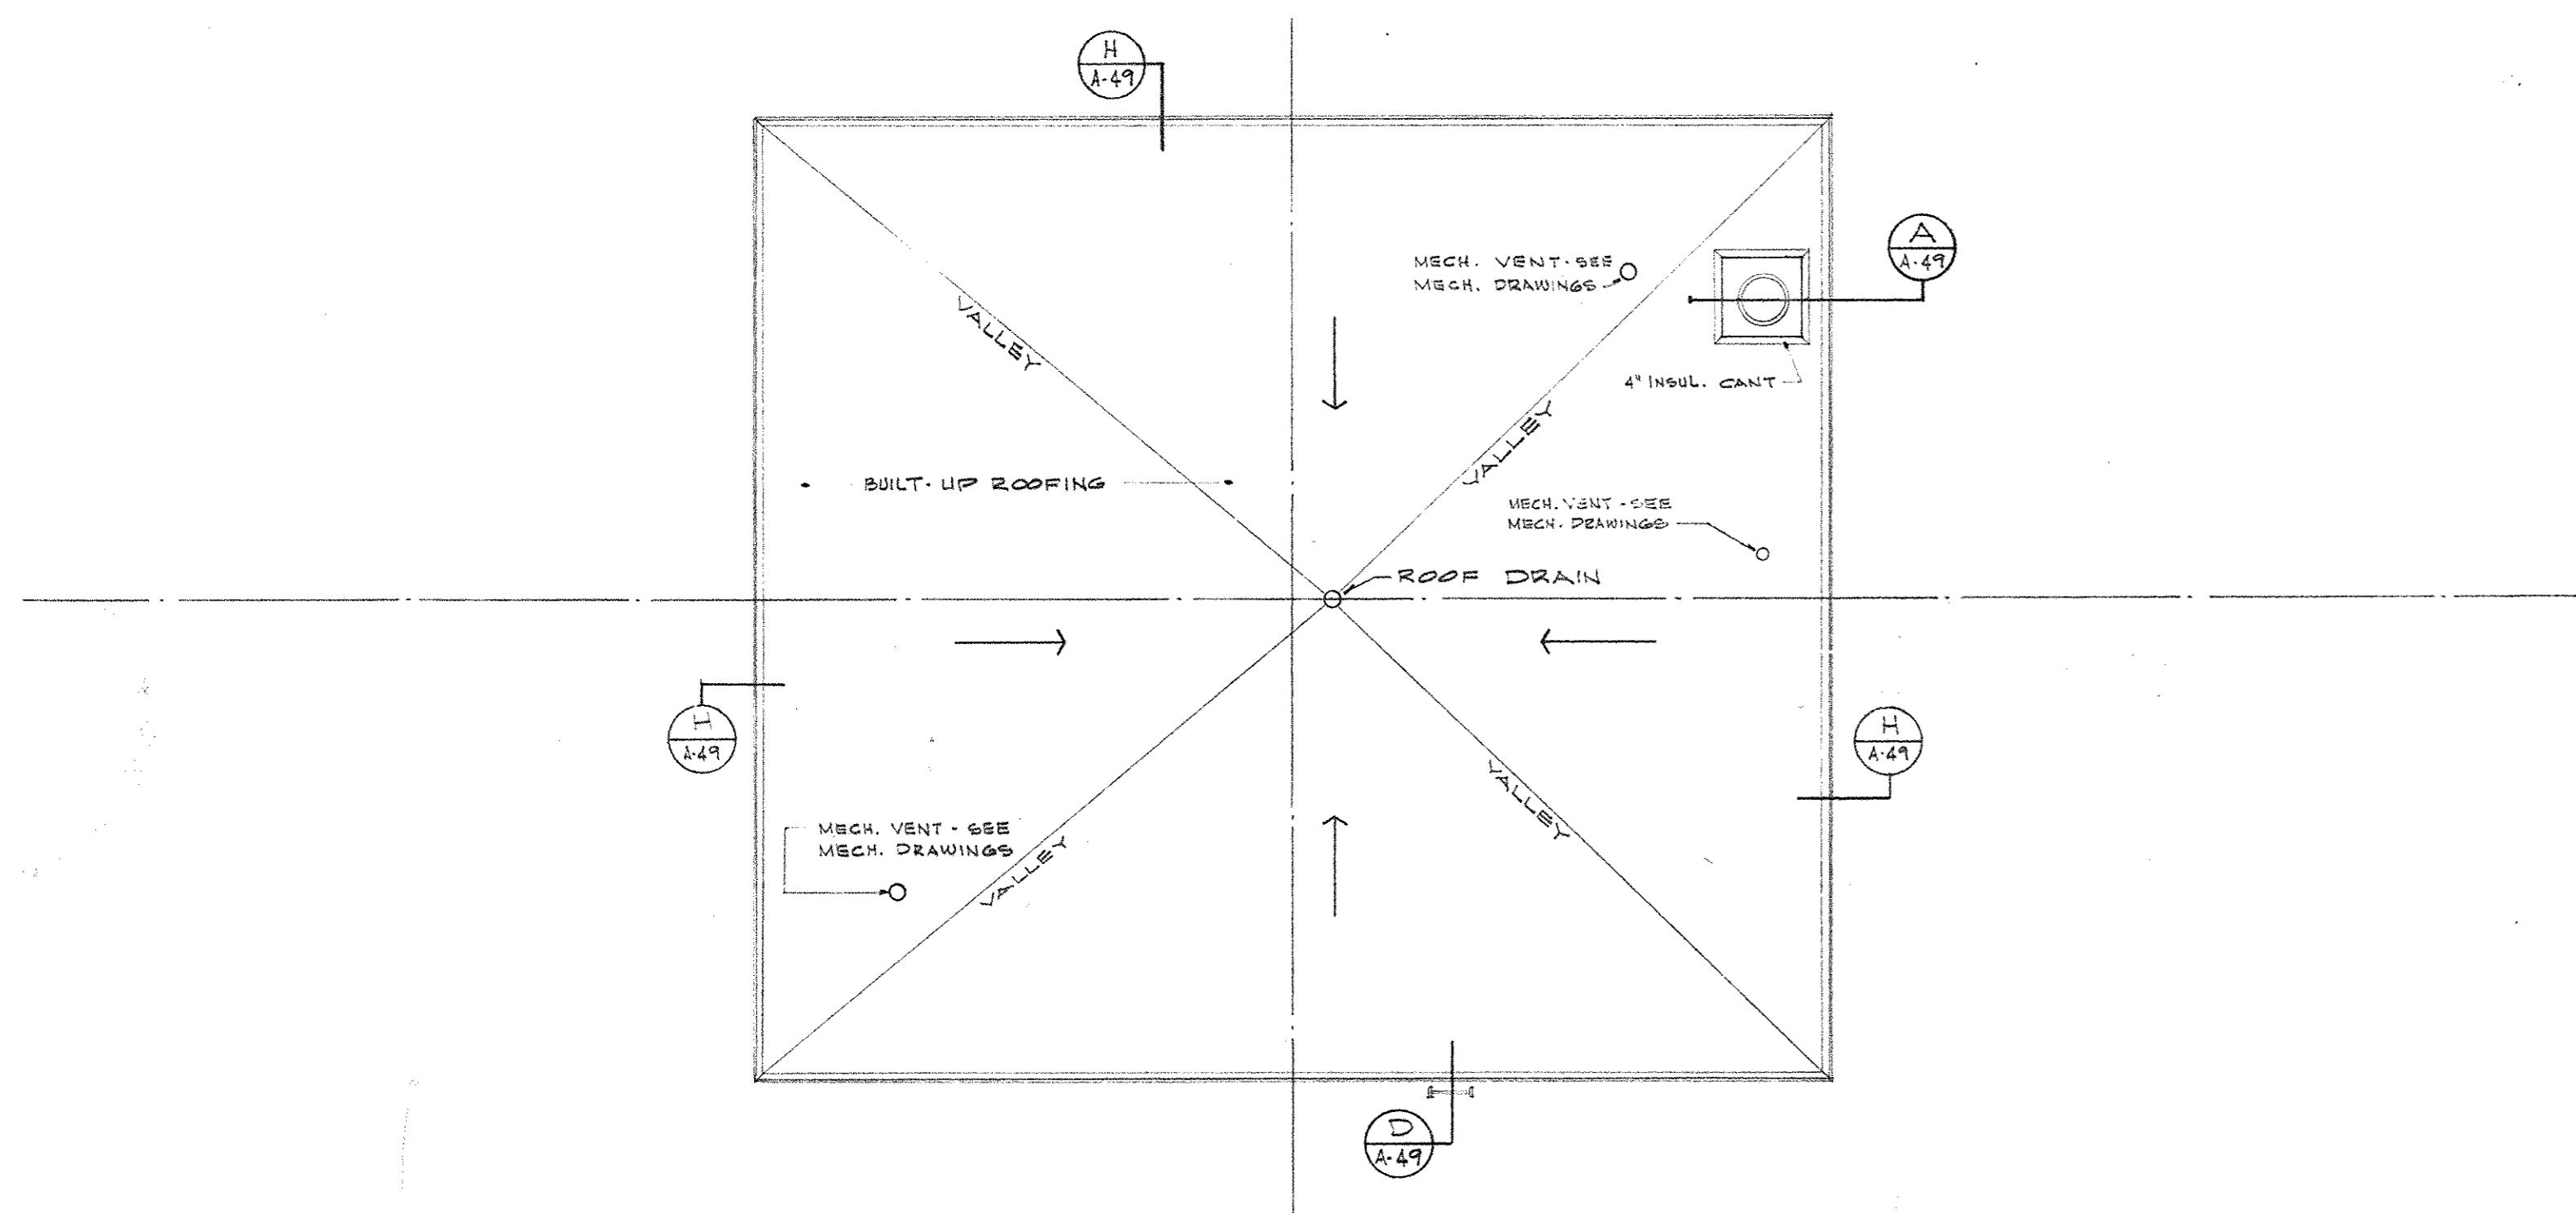 H
A-49
A
A-49
MECH. VENT - SEE
MECH. DRAWINGS
VALLEY
4" INSUL. CANT
VALLEY
BUILT-UP ROOFING
MECH. VENT - SEE
MECH. DRAWINGS
ROOF DRAIN
H
A-49
H
A-49
VALLEY
MECH. VENT - SEE
MECH. DRAWINGS
VALLEY
D
A-49